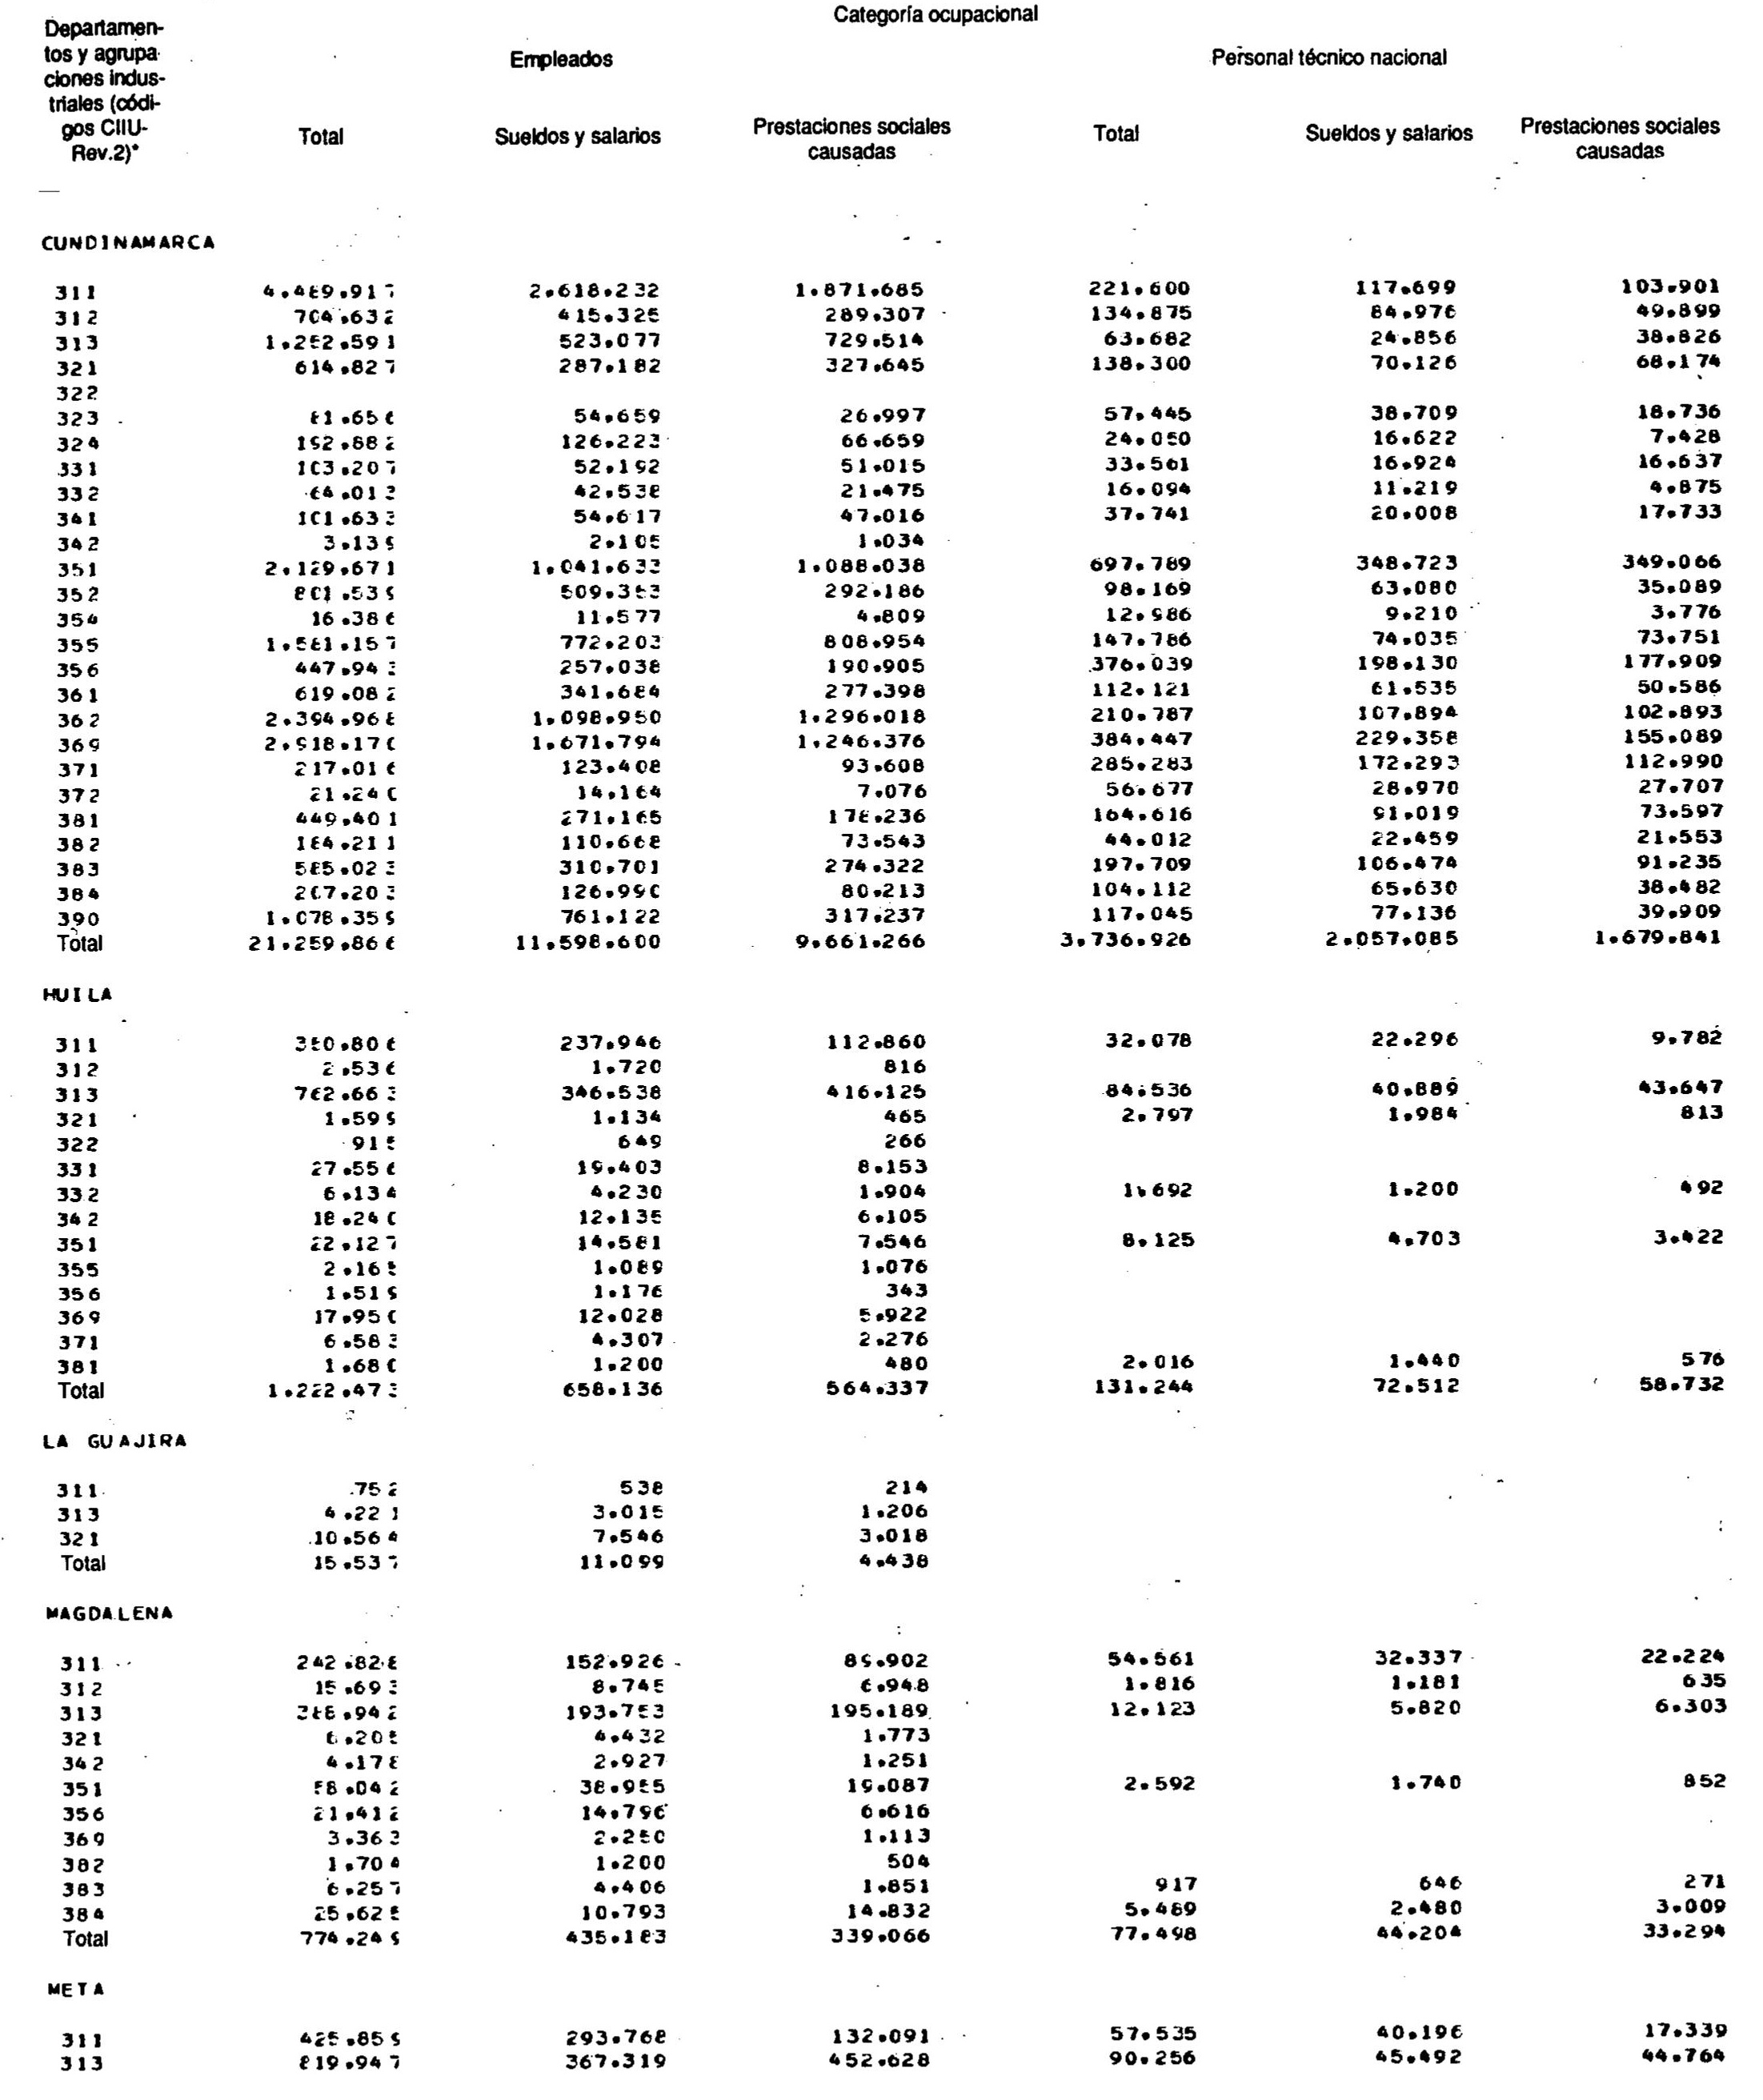 Categoría ocupacional
Departamen-
tos y agrupa
ciones indus-
triales (códi-
gos CIIU-
Rev.2)*
Empleados Personal técnico nacional
Total Sueldos y salarios Prestaciones sociales causadas Total Sueldos y salarios Prestaciones sociales causadas
CUNDINAMARCA
311 4.489.917 2.618.232 1.871.685 221.600 117.699 103.901
312 704.632 415.325 289.307 134.875 84.976 49.899
313 1.252.591 523.077 729.514 63.682 24.856 38.826
321 614.827 287.182 327.645 138.300 70.126 68.174
322
323 81.656 54.659 26.997 57.445 38.709 18.736
324 192.882 126.223 66.659 24.050 16.622 7.428
331 103.207 52.192 51.015 33.561 16.924 16.637
332 64.013 42.538 21.475 16.094 11.219 4.875
341 101.633 54.617 47.016 37.741 20.008 17.733
342 3.139 2.105 1.034
351 2.129.671 1.041.633 1.088.038 697.789 348.723 349.066
352 801.539 509.353 292.186 98.169 63.080 35.089
354 16.386 11.577 4.809 12.986 9.210 3.776
355 1.581.157 772.203 808.954 147.786 74.035 73.751
356 447.943 257.038 190.905 376.039 198.130 177.909
361 619.082 341.684 277.398 112.121 61.535 50.586
362 2.394.968 1.098.950 1.296.018 210.787 107.894 102.893
369 2.918.170 1.671.794 1.246.376 384.447 229.358 155.089
371 217.016 123.408 93.608 285.283 172.293 112.990
372 21.240 14.164 7.076 56.677 28.970 27.707
381 449.401 271.165 178.236 164.616 91.019 73.597
382 184.211 110.668 73.543 44.012 22.459 21.553
383 585.023 310.701 274.322 197.709 106.474 91.235
384 207.203 126.990 80.213 104.112 65.630 38.482
390 1.078.359 761.122 317.237 117.045 77.136 39.909
Total 21.259.866 11.598.600 9.661.266 3.736.926 2.057.085 1.679.841
HUILA
311 350.806 237.946 112.860 32.078 22.296 9.782
312 2.536 1.720 816
313 762.663 346.538 416.125 84.536 40.889 43.647
321 1.599 1.134 465 2.797 1.984 813
322 915 649 266
331 27.556 19.403 8.153
332 6.134 4.230 1.904 1.692 1.200 492
342 18.240 12.135 6.105
351 22.127 14.581 7.546 8.125 4.703 3.422
355 2.165 1.089 1.076
356 1.519 1.176 343
369 17.950 12.028 5.922
371 6.583 4.307 2.276
381 1.680 1.200 480 2.016 1.440 576
Total 1.222.473 658.136 564.337 131.244 72.512 58.732
LA GUAJIRA
311 752 538 214
313 4.221 3.015 1.206
321 10.564 7.546 3.018
Total 15.537 11.099 4.438
MAGDALENA
311 242.828 152.926 89.902 54.561 32.337 22.224
312 15.693 8.745 6.948 1.816 1.181 635
313 388.942 193.753 195.189 12.123 5.820 6.303
321 6.205 4.432 1.773
342 4.178 2.927 1.251
351 58.042 38.955 19.087 2.592 1.740 852
356 21.412 14.796 6.616
369 3.363 2.250 1.113
382 1.704 1.200 504
383 6.257 4.406 1.851 917 646 271
384 25.625 10.793 14.832 5.489 2.480 3.009
Total 774.249 435.183 339.066 77.498 44.204 33.294
META
311 425.859 293.768 132.091 57.535 40.196 17.339
313 819.947 367.319 452.628 90.256 45.492 44.764